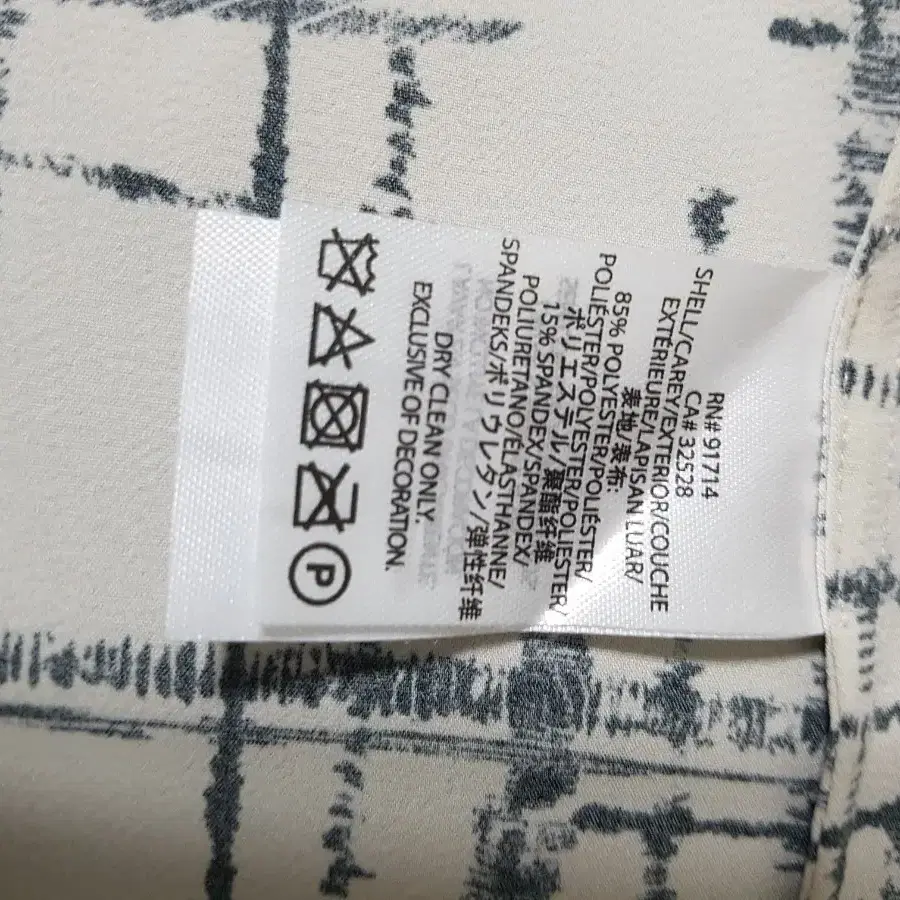 RN# 91714
CA# 32528
SHELL/CAREY/EXTERIOR/COUCHE
EXTÉRIEURE/LAPISAN LUAR/
表地/表布:
85% POLYESTER/POLIÉSTER/
POLIÉSTER/POLYESTER/POLIESTER/
ポリエステル/聚酯纤维
15% SPANDEX/SPANDEX/
POLIURETANO/ÉLASTHANNE/
SPANDEKS/ポリウレタン/弹性纤维
DRY CLEAN ONLY.
EXCLUSIVE OF DECORATION.
P